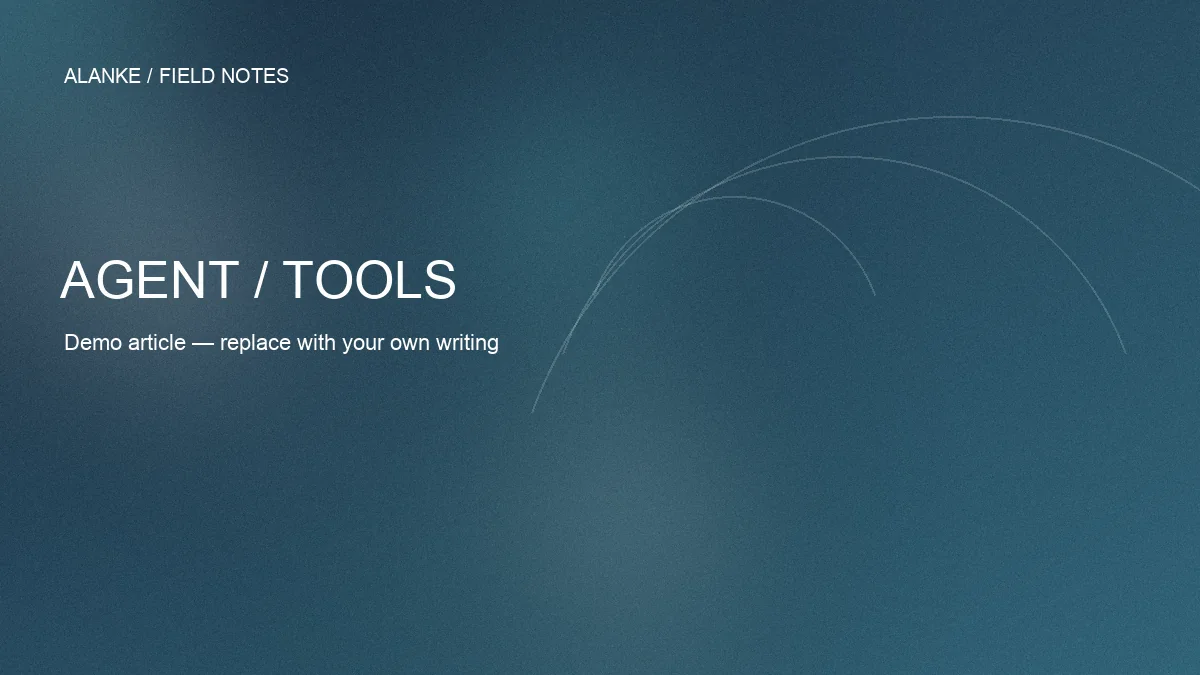 ALANKE / FIELD NOTES
AGENT / TOOLS
Demo article — replace with your own writing